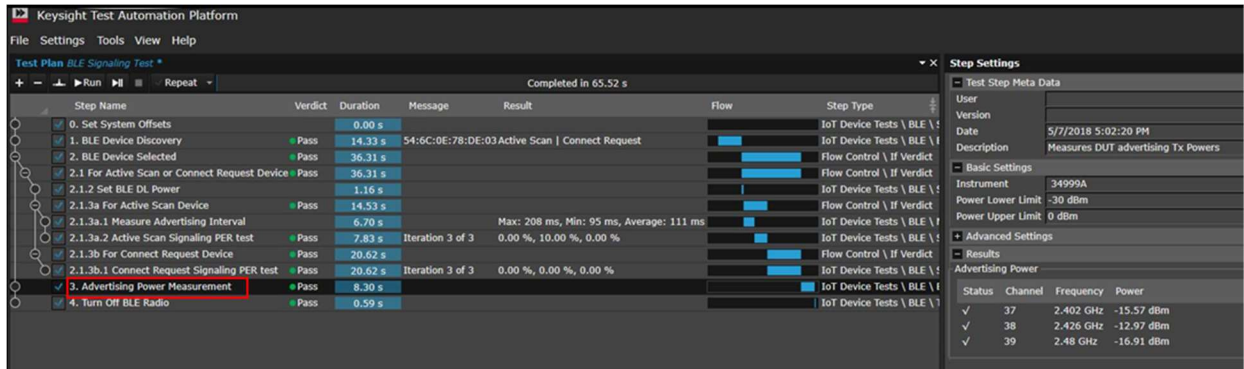 Keysight Test Automation Platform
File Settings Tools View Help
Test Plan BLE Signaling Test *
+ - Run Repeat Completed in 65.52 s
Step Name Verdict Duration Message Result Flow Step Type
0. Set System Offsets 0.00 s IoT Device Tests \ BLE \
1. BLE Device Discovery Pass 14.33 s 54:6C:0E:78:DE:03 Active Scan | Connect Request IoT Device Tests \ BLE \
2. BLE Device Selected Pass 36.31 s Flow Control \ If Verdict
2.1 For Active Scan or Connect Request Device Pass 36.31 s Flow Control \ If Verdict
2.1.2 Set BLE DL Power 1.16 s IoT Device Tests \ BLE \
2.1.3a For Active Scan Device Pass 14.53 s Flow Control \ If Verdict
2.1.3a.1 Measure Advertising Interval 6.70 s Max: 208 ms, Min: 95 ms, Average: 111 ms IoT Device Tests \ BLE \
2.1.3a.2 Active Scan Signaling PER test Pass 7.83 s Iteration 3 of 3 0.00 %, 10.00 %, 0.00 % IoT Device Tests \ BLE \
2.1.3b For Connect Request Device Pass 20.62 s Flow Control \ If Verdict
2.1.3b.1 Connect Request Signaling PER test Pass 20.62 s Iteration 3 of 3 0.00 %, 0.00 %, 0.00 % IoT Device Tests \ BLE \
3. Advertising Power Measurement Pass 8.30 s IoT Device Tests \ BLE \
4. Turn Off BLE Radio Pass 0.59 s IoT Device Tests \ BLE \
Step Settings
Test Step Meta Data
User
Version
Date 5/7/2018 5:02:20 PM
Description Measures DUT advertising Tx Powers
Basic Settings
Instrument 34999A
Power Lower Limit -30 dBm
Power Upper Limit 0 dBm
+ Advanced Settings
Results
Advertising Power
Status Channel Frequency Power
√ 37 2.402 GHz -15.57 dBm
√ 38 2.426 GHz -12.97 dBm
√ 39 2.48 GHz -16.91 dBm